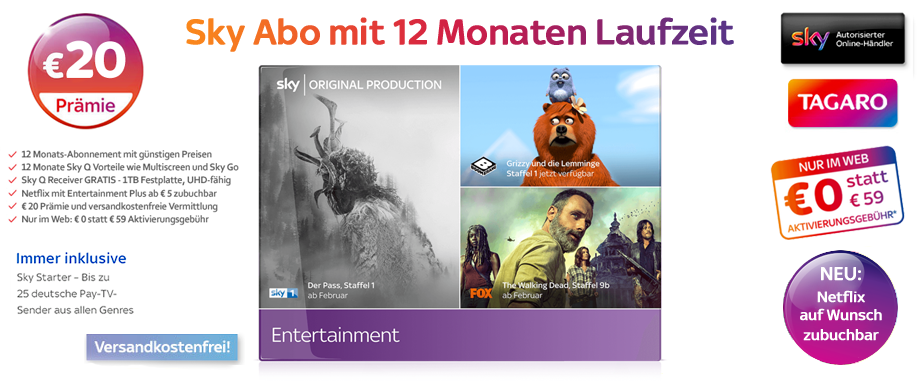 Sky Abo mit 12 Monaten Laufzeit
€20
Prämie
12 Monats-Abonnement mit günstigen Preisen
12 Monate Sky Q Vorteile wie Multiscreen und Sky Go
Sky Q Receiver GRATIS - 1TB Festplatte, UHD-fähig
Netflix mit Entertainment Plus ab € 5 zubuchbar
€ 20 Prämie und versandkostenfreie Vermittlung
Nur im Web: € 0 statt € 59 Aktivierungsgebühr
Immer inklusive
Sky Starter – Bis zu
25 deutsche Pay-TV-
Sender aus allen Genres
Versandkostenfrei!
sky ORIGINAL PRODUCTION
Der Pass, Staffel 1
ab Februar
sky 1
Grizzy und die Lemminge
Staffel 1 jetzt verfügbar
The Walking Dead, Staffel 9b
ab Februar
FOX
Entertainment
sky Autorisierter
Online-Händler
TAGARO
NUR IM WEB
€0 statt
€ 59
AKTIVIERUNGSGEBÜHR*
NEU:
Netflix
auf Wunsch
zubuchbar